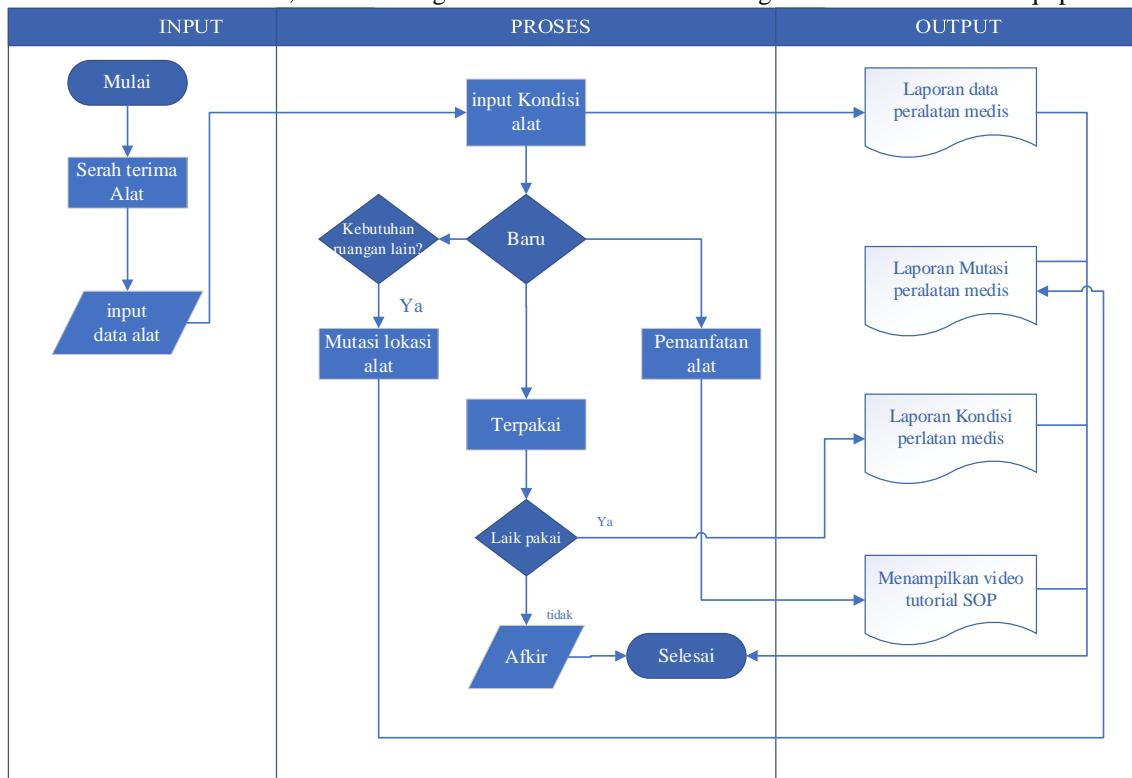 INPUT
PROSES
OUTPUT
Mulai
Serah terima
Alat
input
data alat
input Kondisi
alat
Kebutuhan
ruangan lain?
Baru
Ya
Mutasi lokasi
alat
Pemanfatan
alat
Terpakai
Laik pakai
Ya
tidak
Afkir
Selesai
Laporan data
peralatan medis
Laporan Mutasi
peralatan medis
Laporan Kondisi
perlatan medis
Menampilkan video
tutorial SOP